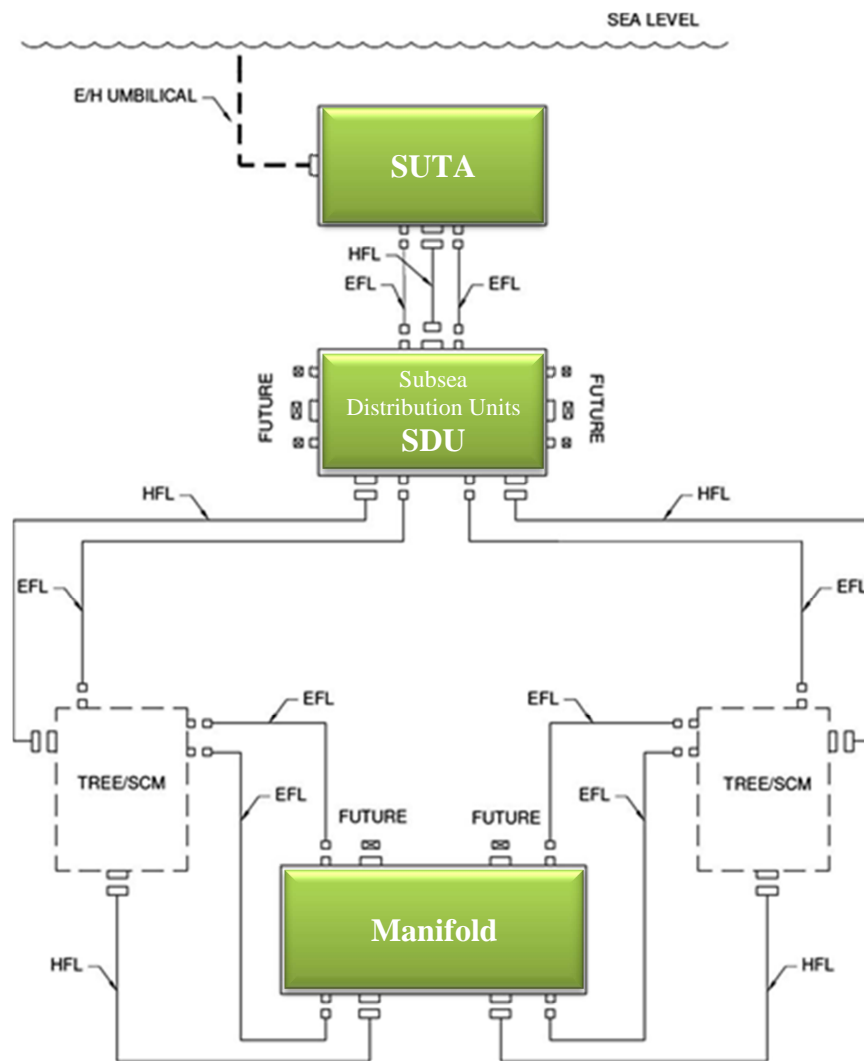 SEA LEVEL
E/H UMBILICAL
SUTA
HFL
EFL
EFL
FUTURE
Subsea
Distribution Units
SDU
FUTURE
HFL
HFL
EFL
EFL
EFL
EFL
TREE/SCM
TREE/SCM
EFL
EFL
FUTURE
FUTURE
Manifold
HFL
HFL